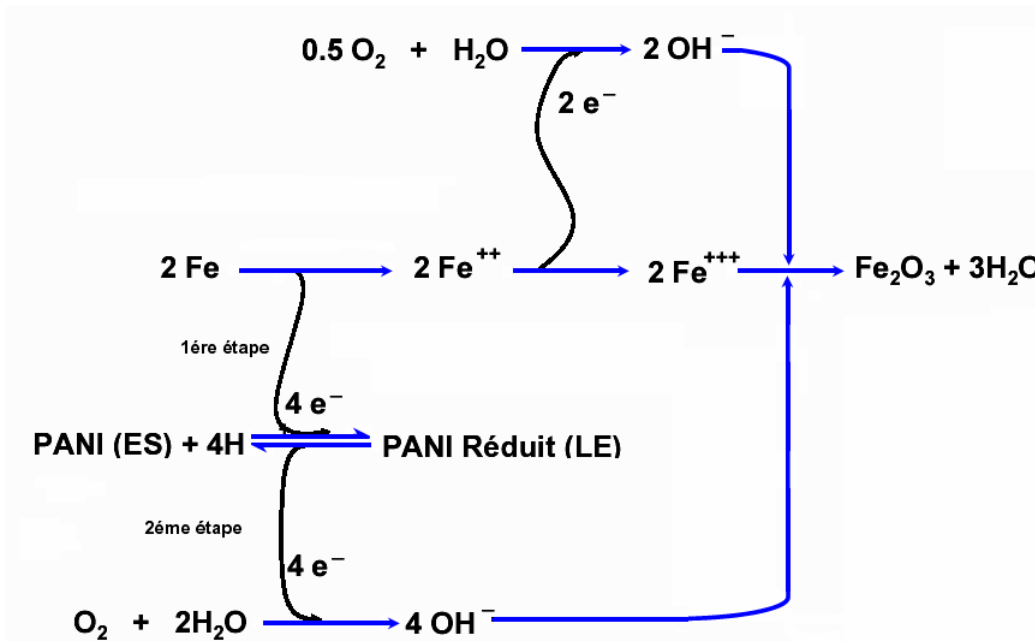 0.5 O₂ + H₂O 2 OH⁻
2 e⁻
2 Fe 2 Fe⁺⁺ 2 Fe⁺⁺⁺ Fe₂O₃ + 3H₂O
1ére étape
4 e⁻
PANI (ES) + 4H PANI Réduit (LE)
2éme étape
4 e⁻
O₂ + 2H₂O 4 OH⁻